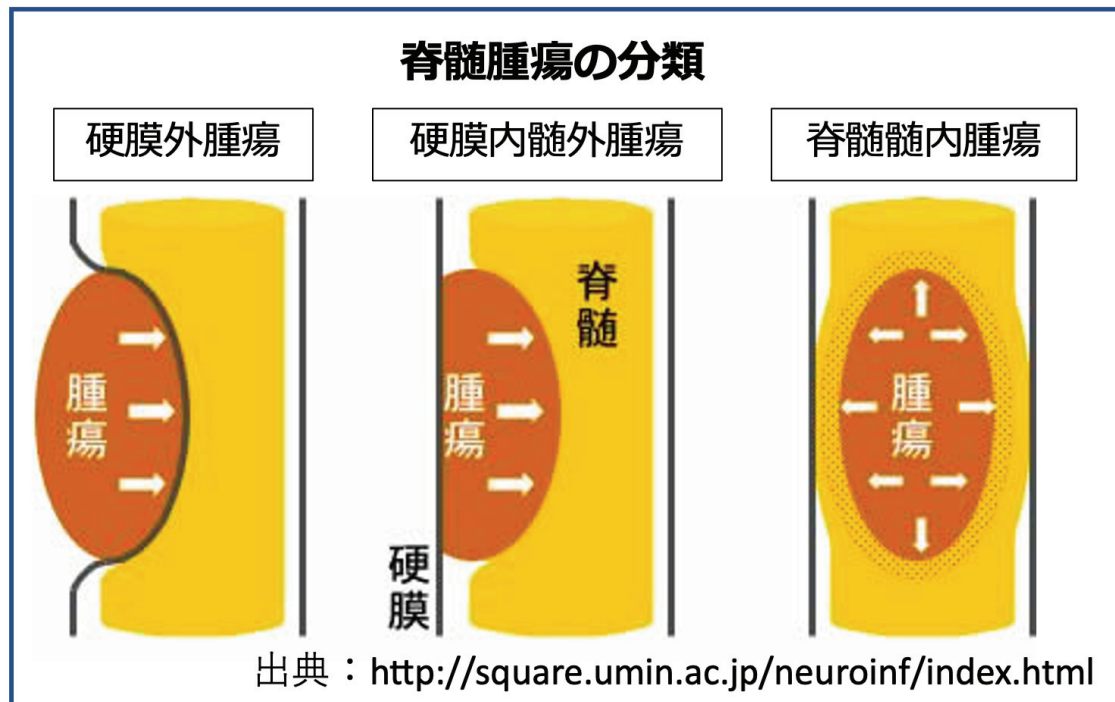 脊髄腫瘍の分類
硬膜外腫瘍
硬膜内髄外腫瘍
脊髄髄内腫瘍
腫瘍
腫瘍
脊髄
硬膜
腫瘍
出典：http://square.umin.ac.jp/neuroinf/index.html